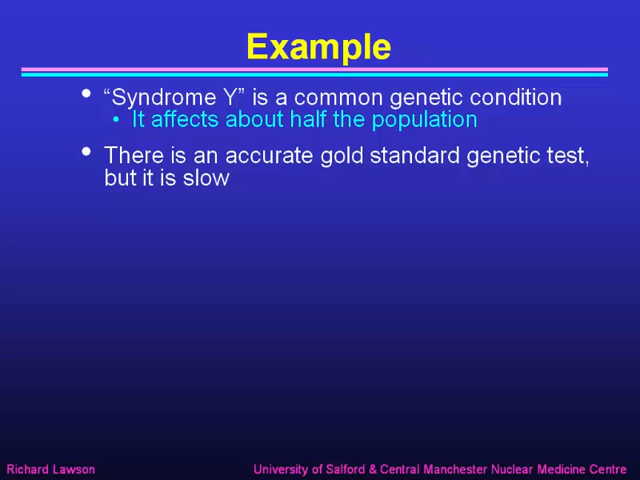 Example
• “Syndrome Y” is a common genetic condition
• It affects about half the population
• There is an accurate gold standard genetic test,
but it is slow
Richard Lawson
University of Salford & Central Manchester Nuclear Medicine Centre